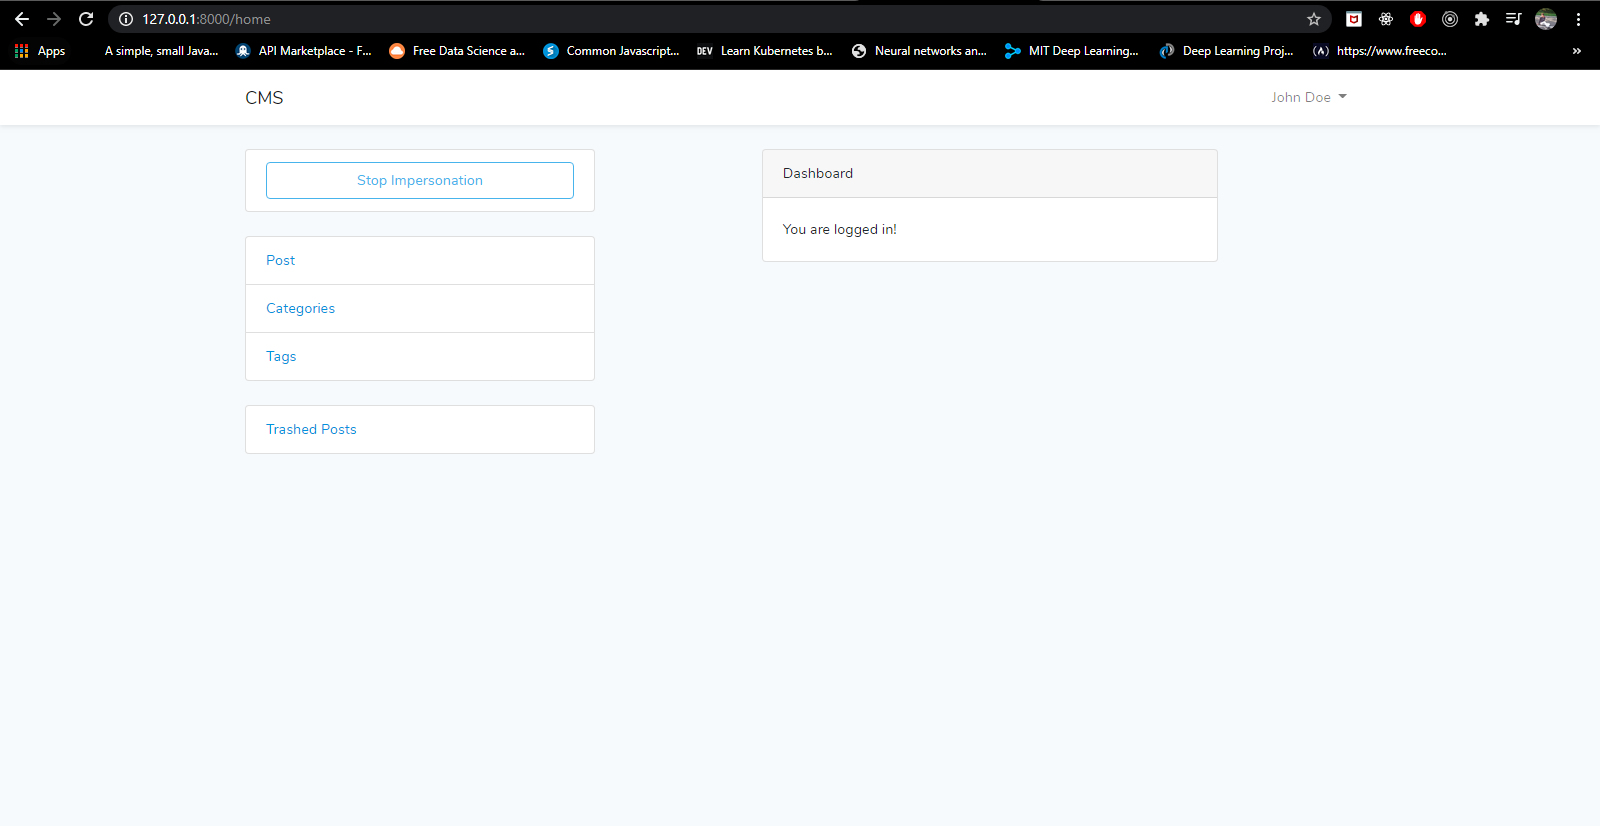 127.0.0.1:8000/home
Apps A simple, small Java... API Marketplace - F... Free Data Science a... Common Javascript... DEV Learn Kubernetes b... Neural networks an... MIT Deep Learning... Deep Learning Proj... https://www.freeco... »
CMS John Doe
Stop Impersonation
Post
Categories
Tags
Trashed Posts
Dashboard
You are logged in!